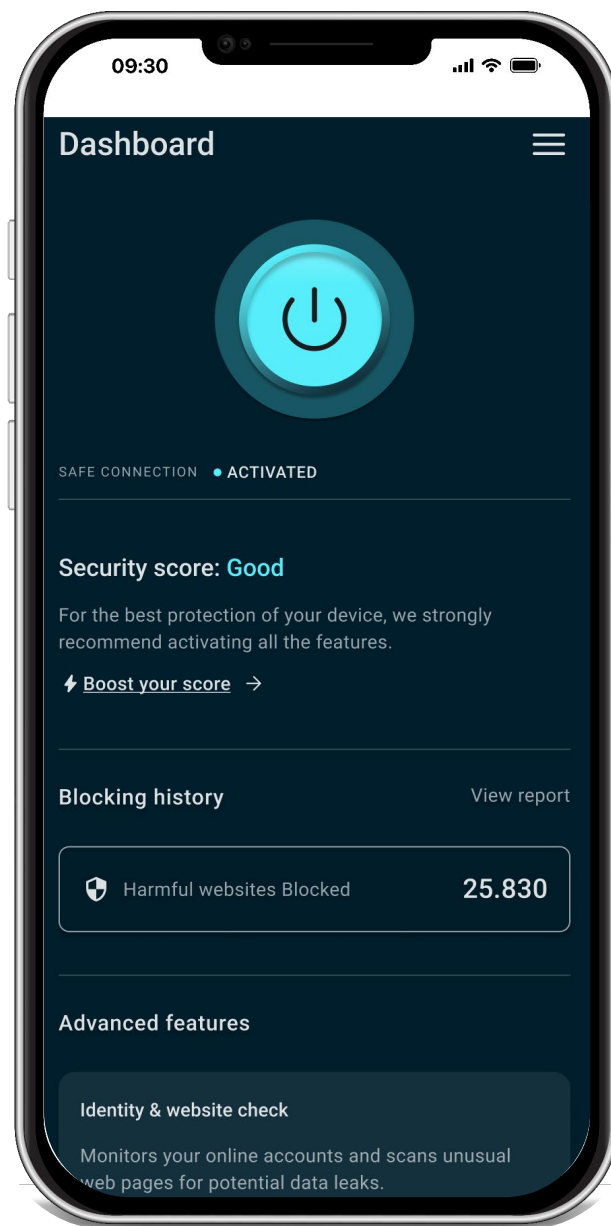 09:30
Dashboard
SAFE CONNECTION ACTIVATED
Security score: Good
For the best protection of your device, we strongly
recommend activating all the features.
Boost your score
Blocking history View report
Harmful websites Blocked 25.830
Advanced features
Identity & website check
Monitors your online accounts and scans unusual
web pages for potential data leaks.